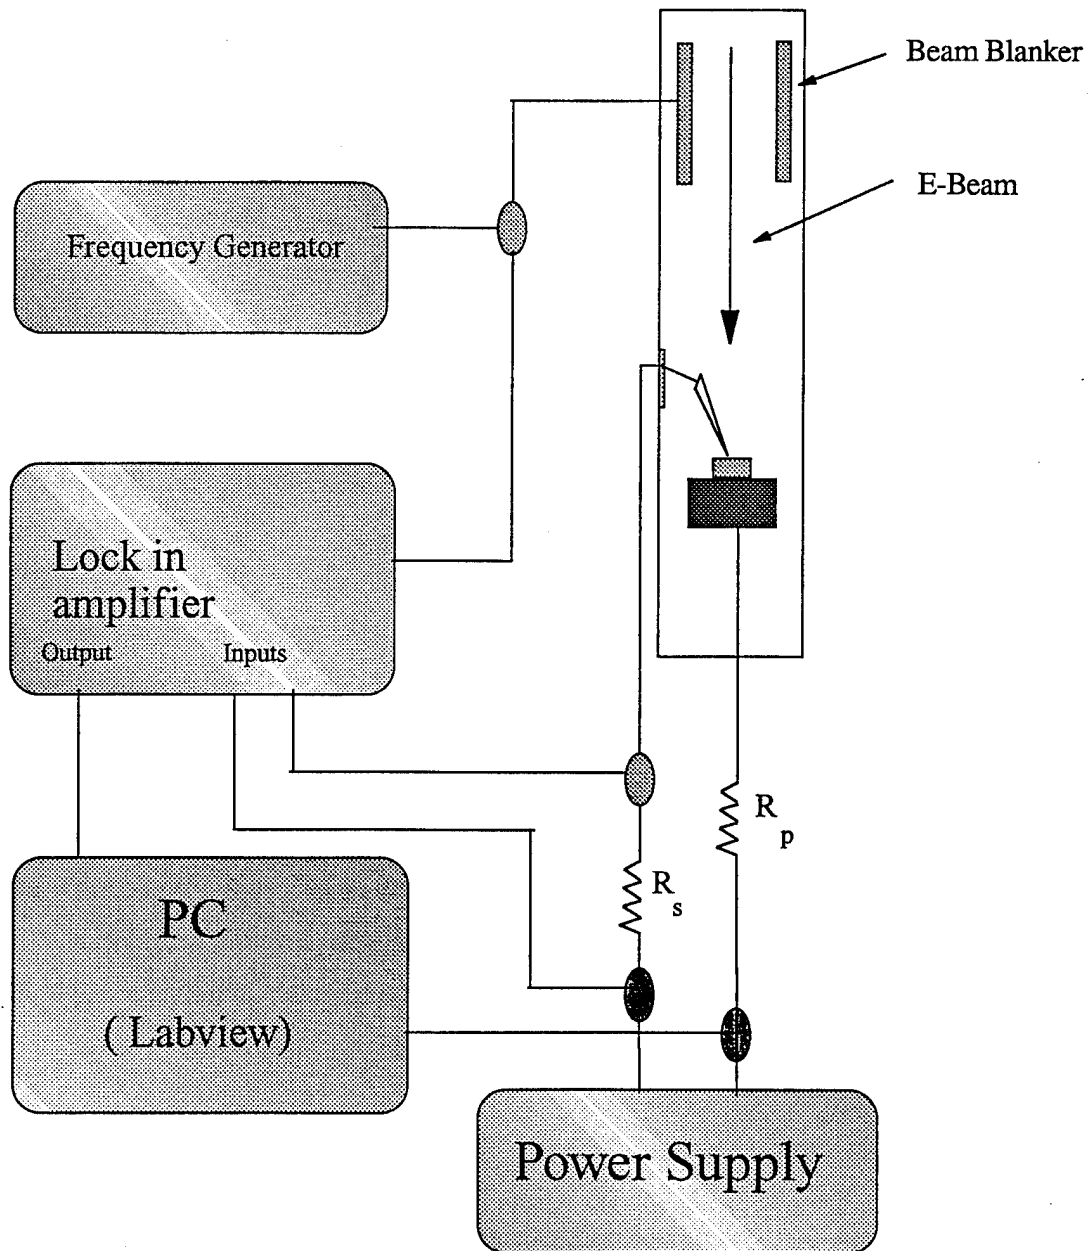 Beam Blanker
E-Beam
Frequency Generator
Lock in
amplifier
Output Inputs
R
p
R
s
PC
( Labview)
Power Supply